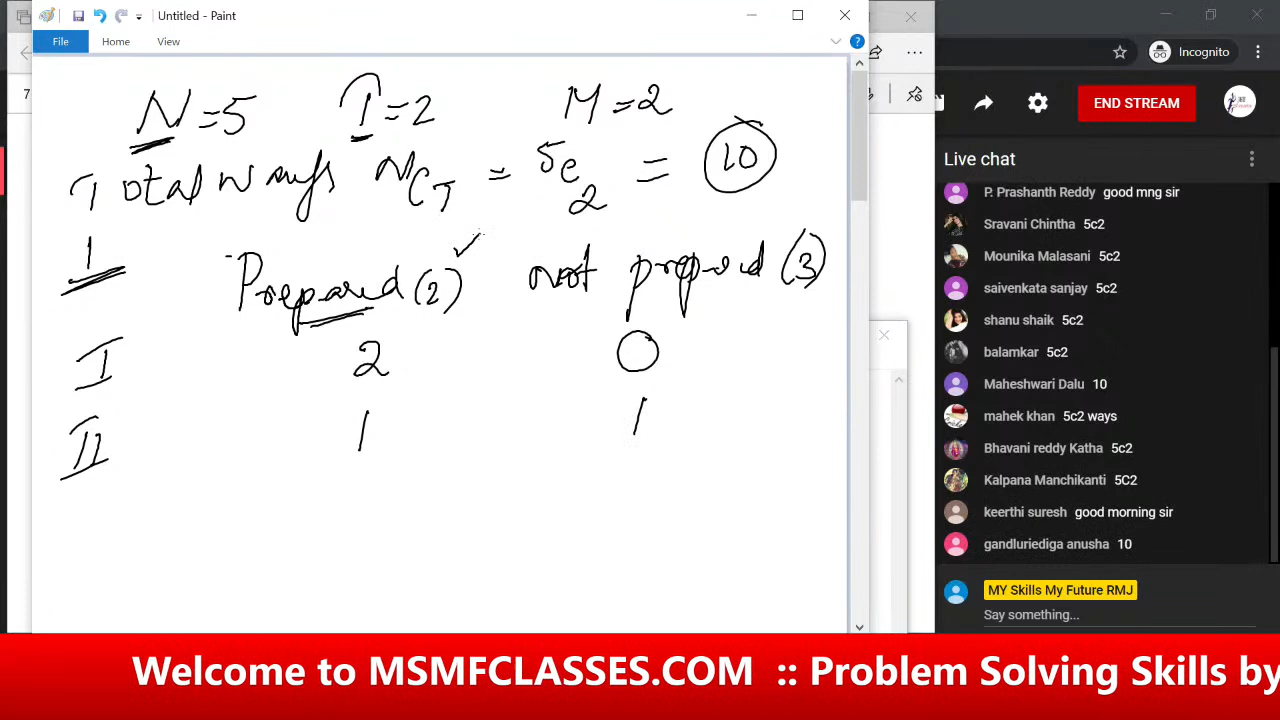 Untitled - Paint
File Home View
N = 5 T = 2 M = 2
Total N ways NCT = 5c2 = 10
1
Prepared (2) ✓ not prepared (3)
I 2 0
II 1 1
7
Incognito
END STREAM
Live chat
P. Prashanth Reddy good mng sir
Sravani Chintha 5c2
Mounika Malasani 5c2
saivenkata sanjay 5c2
shanu shaik 5c2
balamkar 5c2
Maheshwari Dalu 10
mahek khan 5c2 ways
Bhavani reddy Katha 5c2
Kalpana Manchikanti 5C2
keerthi suresh good morning sir
gandluriediga anusha 10
MY Skills My Future RMJ
Say something...
Welcome to MSMFCLASSES.COM :: Problem Solving Skills by